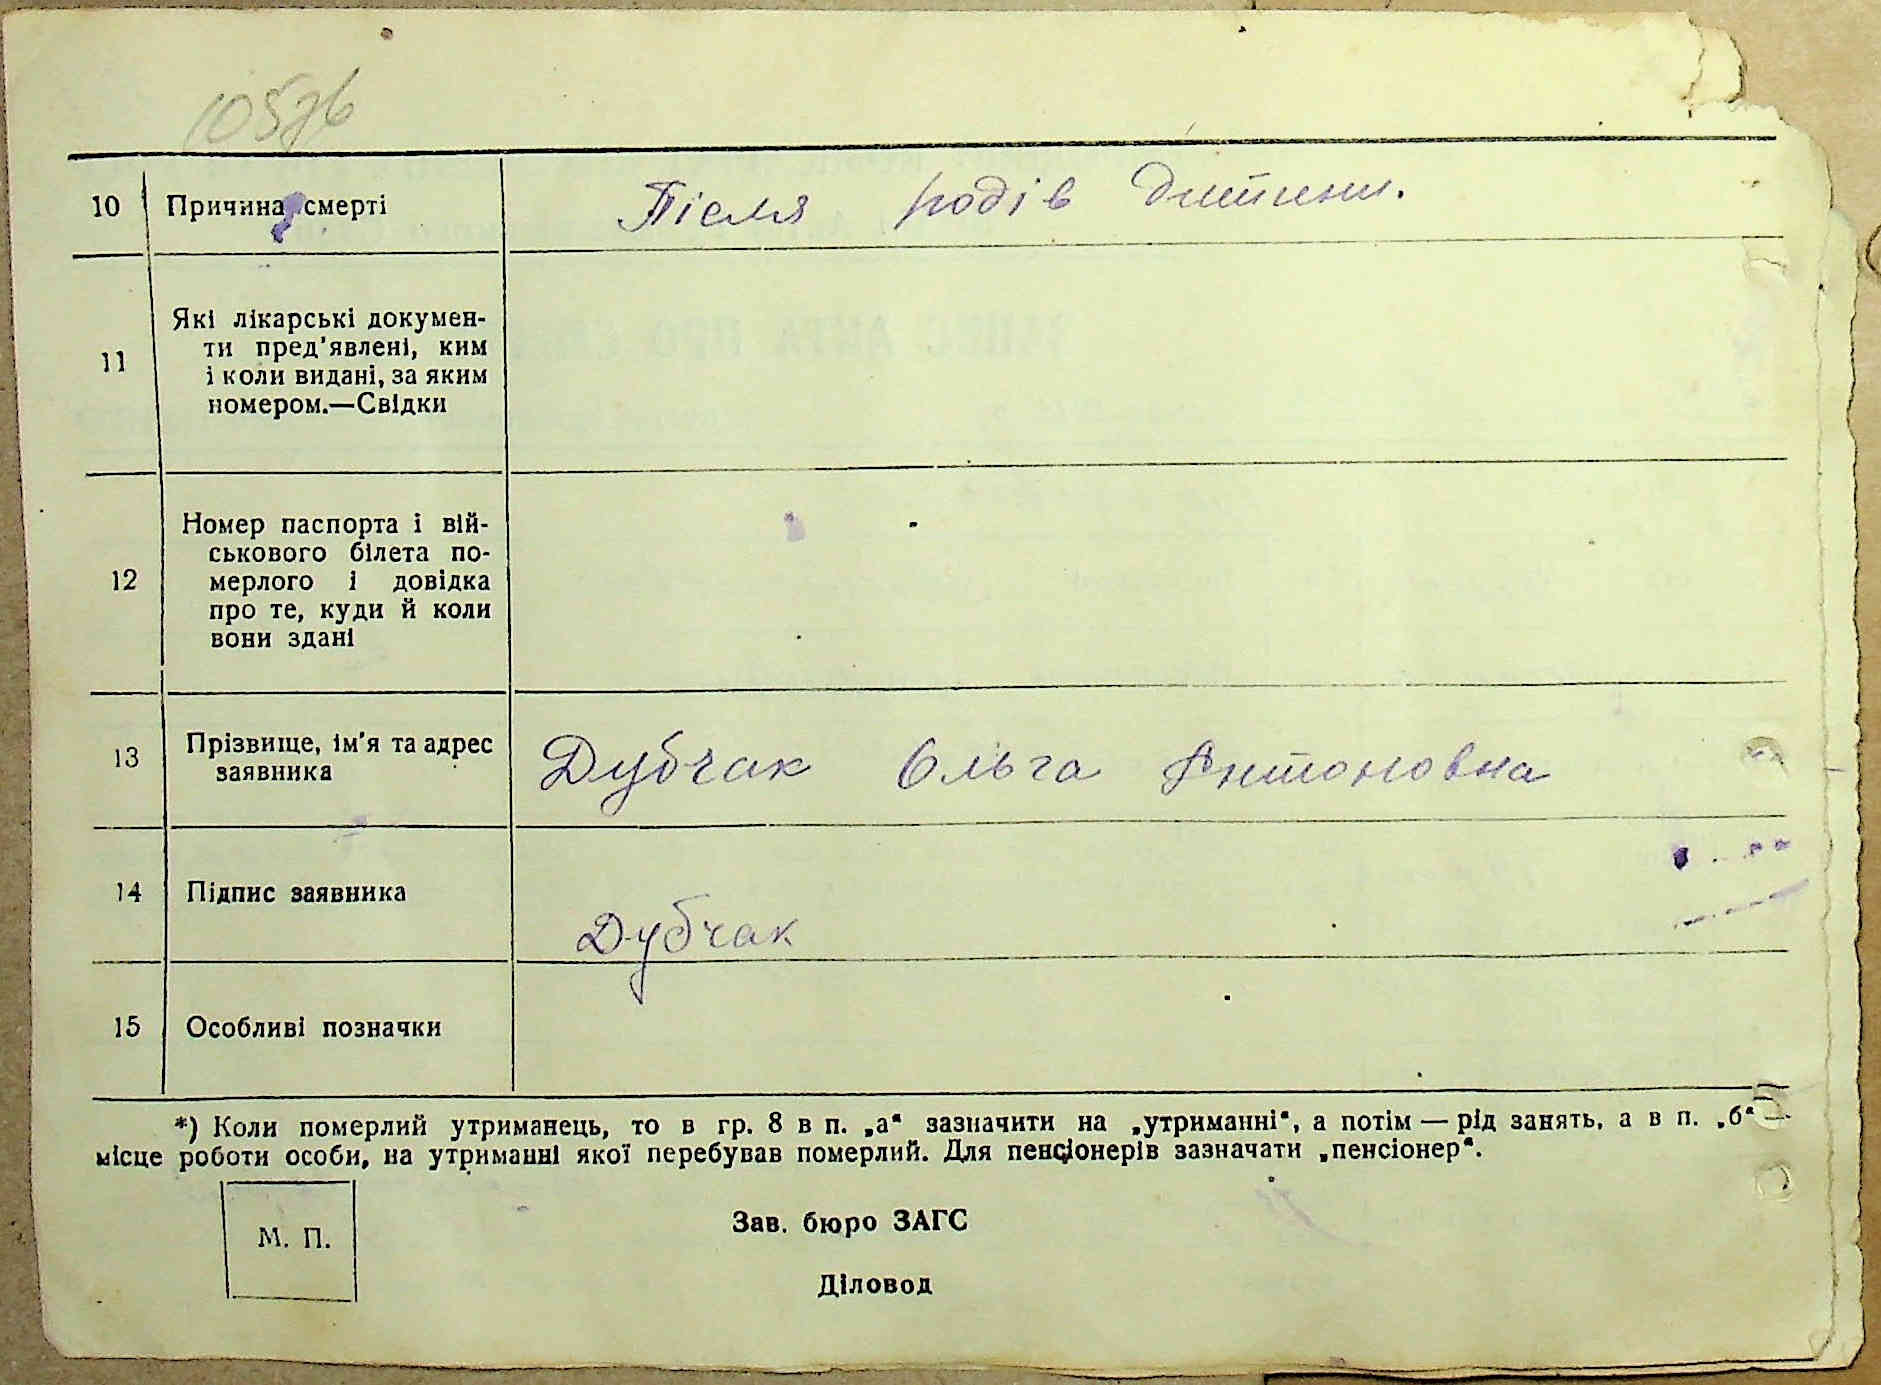 10576
10 Причина смерті Після родів дитини.
11 Які лікарські докумен-
ти пред'явлені, ким
і коли видані, за яким
номером.—Свідки
12 Номер паспорта і вій-
ськового білета по-
мерлого і довідка
про те, куди й коли
вони здані
13 Прізвище, ім'я та адрес
заявника
Дубчак Ольга Антоновна
14 Підпис заявника
Дубчак
15 Особливі позначки
*) Коли померлий утриманець, то в гр. 8 в п. „а" зазначити на „утриманні", а потім — рід занять, а в п. „б"
місце роботи особи, на утриманні якої перебував померлий. Для пенсіонерів зазначати „пенсіонер".
М. П.
Зав. бюро ЗАГС
Діловод